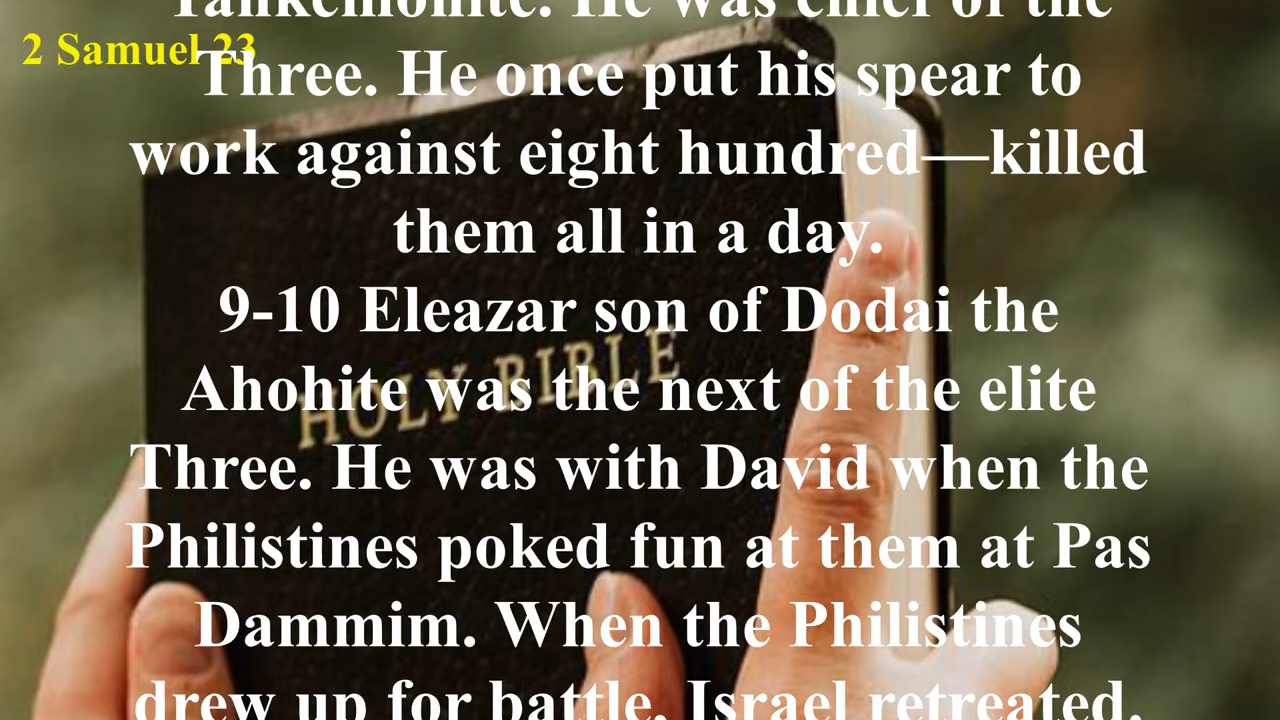 Tahkemonite. He was chief of the
2 Samuel 23
Three. He once put his spear to
work against eight hundred—killed
them all in a day.
9-10 Eleazar son of Dodai the
Ahohite was the next of the elite
Three. He was with David when the
Philistines poked fun at them at Pas
Dammim. When the Philistines
drew up for battle, Israel retreated.
HOLY BIBLE